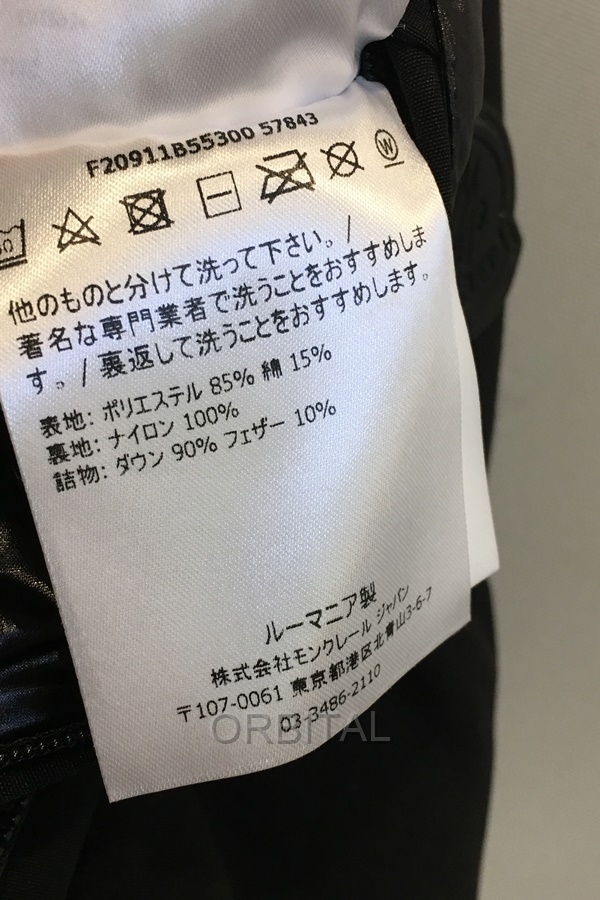 F20911B55300 57843
W
他のものと分けて洗って下さい。/
著名な専門業者で洗うことをおすすめしま
す。/ 裏返して洗うことをおすすめします。
表地: ポリエステル 85% 綿 15%
裏地: ナイロン 100%
詰物: ダウン 90% フェザー 10%
ルーマニア製
株式会社モンクレール ジャパン
〒107-0061 東京都港区北青山3-6-7
03-3486-2110
ORBITAL